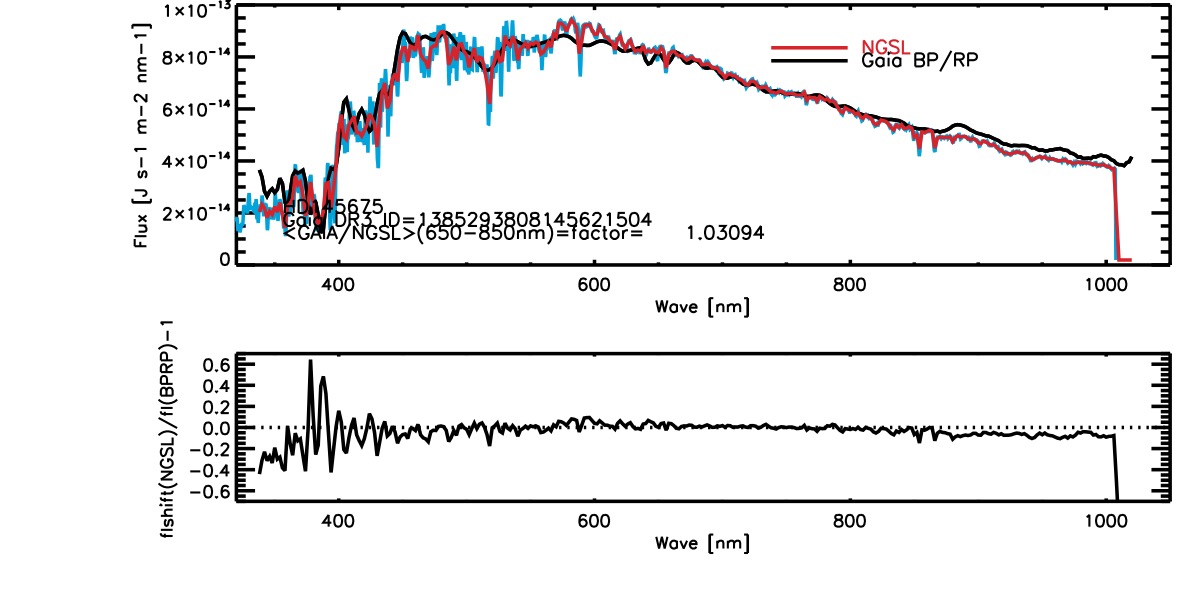 1×10−13
8×10−14
6×10−14
4×10−14
2×10−14
0
Flux [J s−1 m−2 nm−1]
NGSL
Gaia BP/RP
HD 145675
Gaia DR3 ID=1385293808145621504
<GAIA/NGSL>(650−850nm)=factor= 1.03094
400 600 800 1000
Wave [nm]
0.6
0.4
0.2
0.0
−0.2
−0.4
−0.6
flshift(NGSL)/fl(BPRP)−1
400 600 800 1000
Wave [nm]